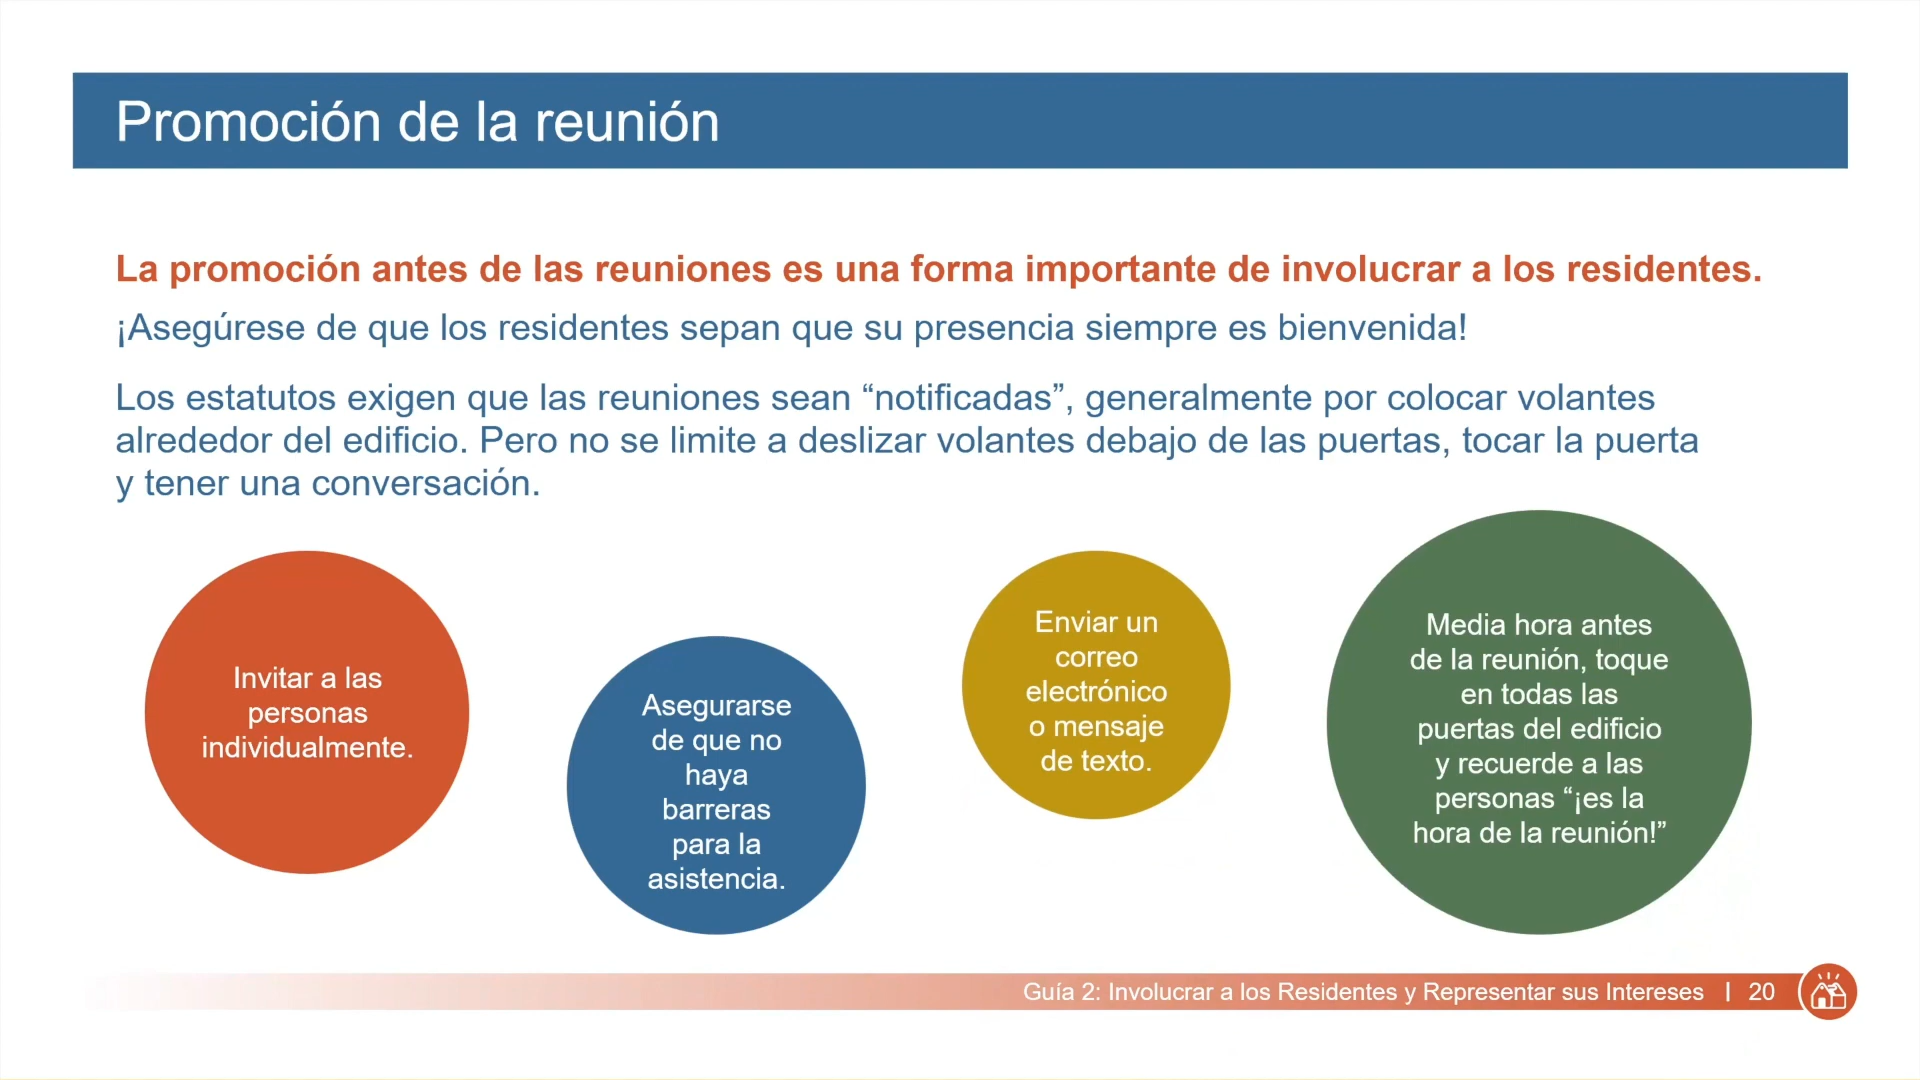 Promoción de la reunión
La promoción antes de las reuniones es una forma importante de involucrar a los residentes.
¡Asegúrese de que los residentes sepan que su presencia siempre es bienvenida!
Los estatutos exigen que las reuniones sean “notificadas”, generalmente por colocar volantes
alrededor del edificio. Pero no se limite a deslizar volantes debajo de las puertas, tocar la puerta
y tener una conversación.
Invitar a las
personas
individualmente.
Asegurarse
de que no
haya
barreras
para la
asistencia.
Enviar un
correo
electrónico
o mensaje
de texto.
Media hora antes
de la reunión, toque
en todas las
puertas del edificio
y recuerde a las
personas “¡es la
hora de la reunión!”
Guía 2: Involucrar a los Residentes y Representar sus Intereses | 20